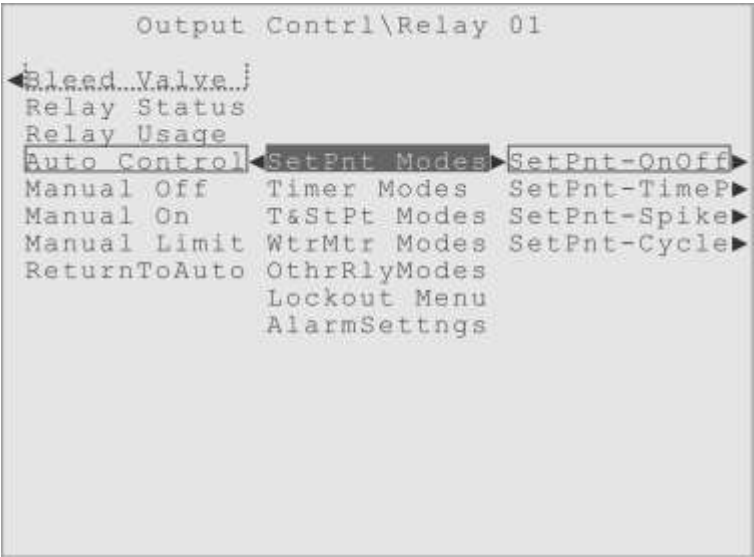 Output Contrl\Relay 01
Bleed Valve
Relay Status
Relay Usage
Auto Control SetPnt Modes SetPnt-OnOff
Manual Off Timer Modes SetPnt-TimeP
Manual On T&StPt Modes SetPnt-Spike
Manual Limit WtrMtr Modes SetPnt-Cycle
ReturnToAuto OthrRlyModes
Lockout Menu
AlarmSettngs